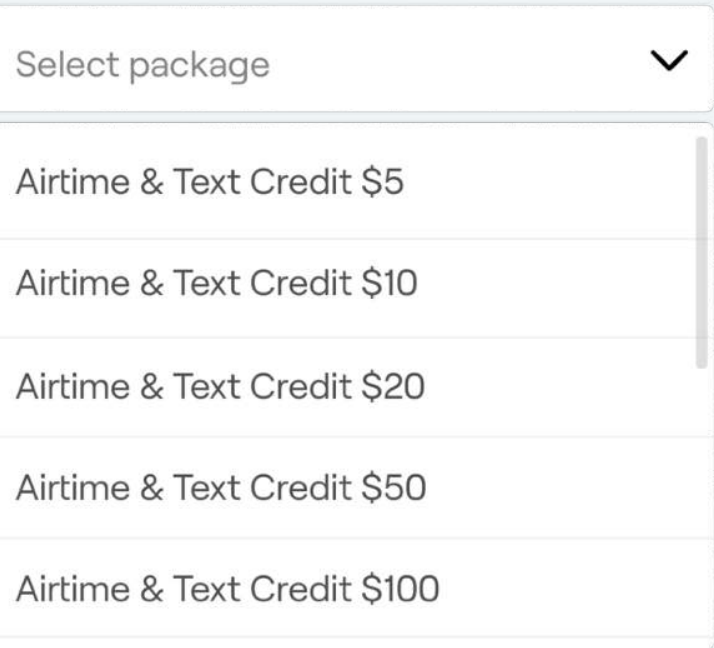 Select package
Airtime & Text Credit $5
Airtime & Text Credit $10
Airtime & Text Credit $20
Airtime & Text Credit $50
Airtime & Text Credit $100